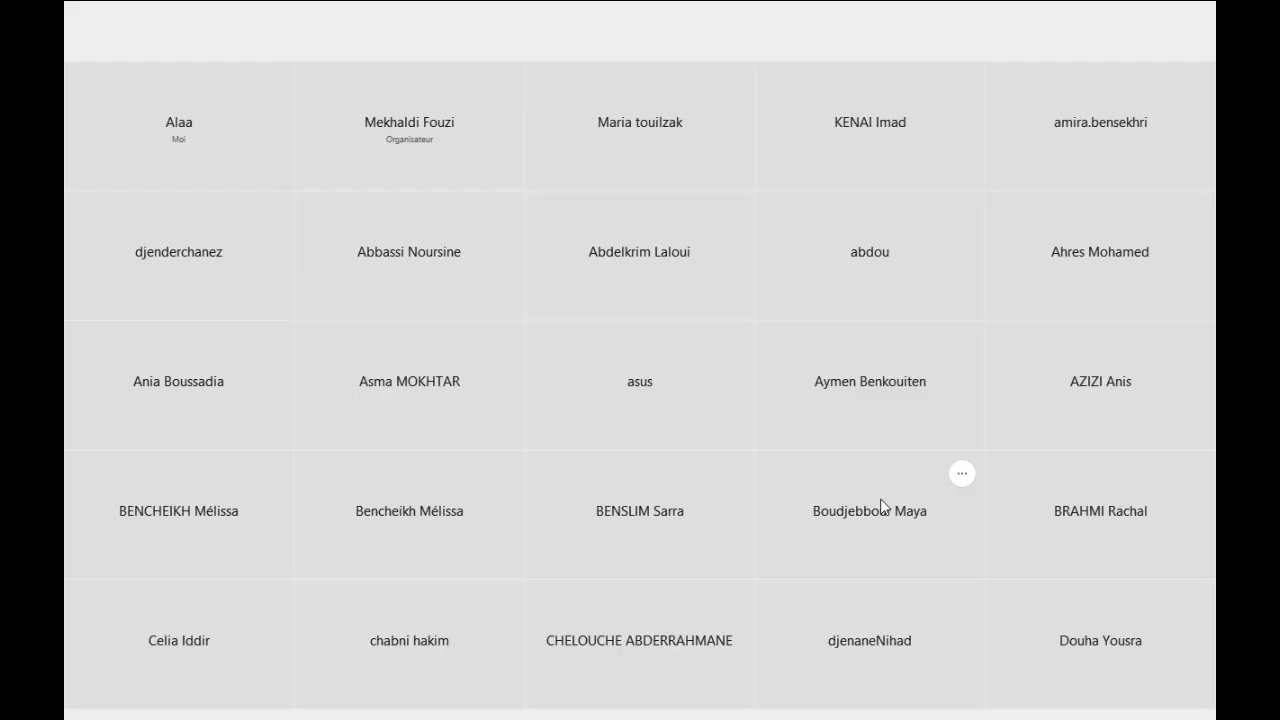 Alaa
Moi
Mekhaldi Fouzi
Organisateur
Maria touilzak
KENAI Imad
amira.bensekhri
djenderchanez
Abbassi Noursine
Abdelkrim Laloui
abdou
Ahres Mohamed
Ania Boussadia
Asma MOKHTAR
asus
Aymen Benkouiten
AZIZI Anis
BENCHEIKH Mélissa
Bencheikh Mélissa
BENSLIM Sarra
Boudjebbour Maya
BRAHMI Rachal
Celia Iddir
chabni hakim
CHELOUCHE ABDERRAHMANE
djenaneNihad
Douha Yousra